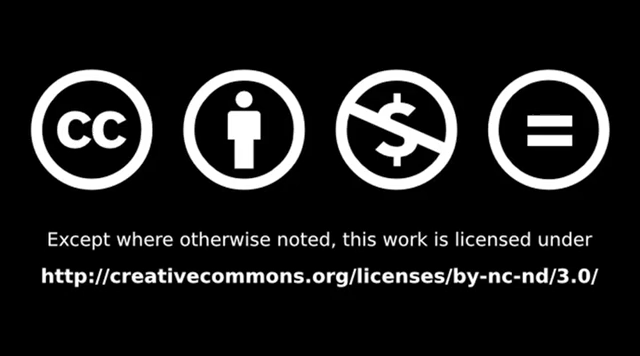 cc
$
=
Except where otherwise noted, this work is licensed under
http://creativecommons.org/licenses/by-nc-nd/3.0/